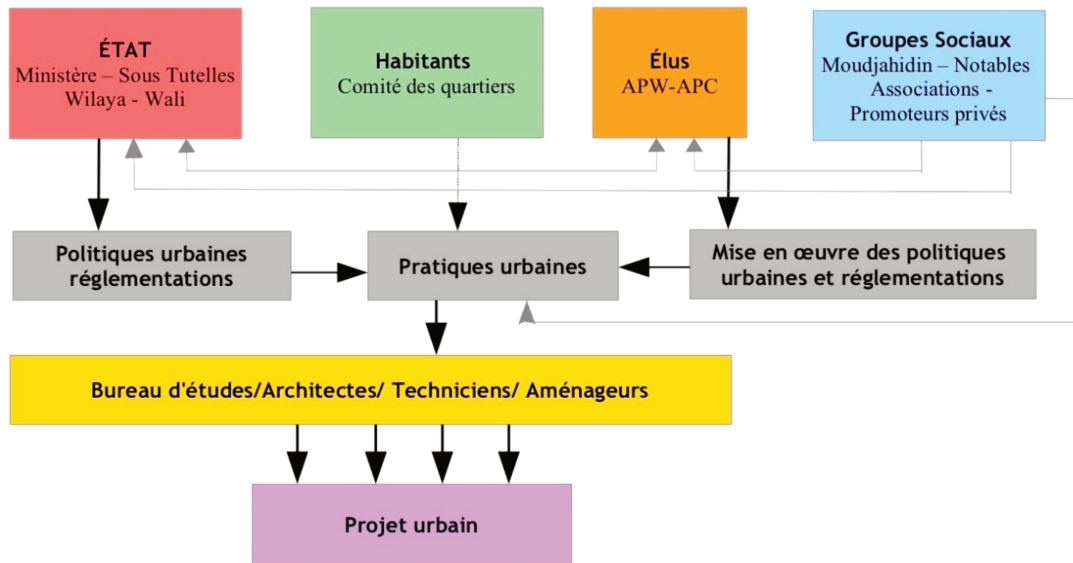 ÉTAT
Ministère – Sous Tutelles
Wilaya - Wali
Habitants
Comité des quartiers
Élus
APW-APC
Groupes Sociaux
Moudjahidin – Notables
Associations -
Promoteurs privés
Politiques urbaines
réglementations
Pratiques urbaines
Mise en œuvre des politiques
urbaines et réglementations
Bureau d'études/Architectes/ Techniciens/ Aménageurs
Projet urbain